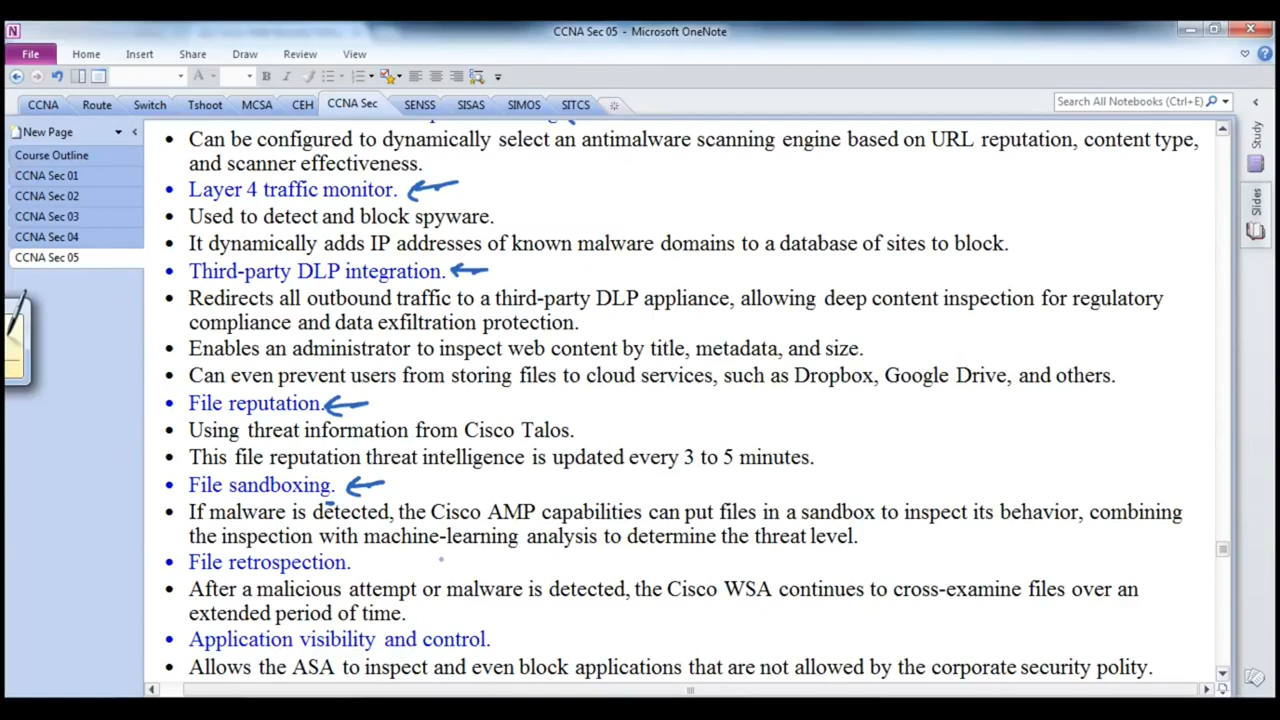 CCNA Sec 05 - Microsoft OneNote
File Home Insert Share Draw Review View
CCNA Route Switch Tshoot MCSA CEH CCNA Sec SENSS SISAS SIMOS SITCS
Search All Notebooks (Ctrl+E)
New Page
Course Outline
CCNA Sec 01
CCNA Sec 02
CCNA Sec 03
CCNA Sec 04
CCNA Sec 05
• Can be configured to dynamically select an antimalware scanning engine based on URL reputation, content type,
and scanner effectiveness.
• Layer 4 traffic monitor.
• Used to detect and block spyware.
• It dynamically adds IP addresses of known malware domains to a database of sites to block.
• Third-party DLP integration.
• Redirects all outbound traffic to a third-party DLP appliance, allowing deep content inspection for regulatory
compliance and data exfiltration protection.
• Enables an administrator to inspect web content by title, metadata, and size.
• Can even prevent users from storing files to cloud services, such as Dropbox, Google Drive, and others.
• File reputation.
• Using threat information from Cisco Talos.
• This file reputation threat intelligence is updated every 3 to 5 minutes.
• File sandboxing.
• If malware is detected, the Cisco AMP capabilities can put files in a sandbox to inspect its behavior, combining
the inspection with machine-learning analysis to determine the threat level.
• File retrospection.
• After a malicious attempt or malware is detected, the Cisco WSA continues to cross-examine files over an
extended period of time.
• Application visibility and control.
• Allows the ASA to inspect and even block applications that are not allowed by the corporate security polity.
Study
Slides